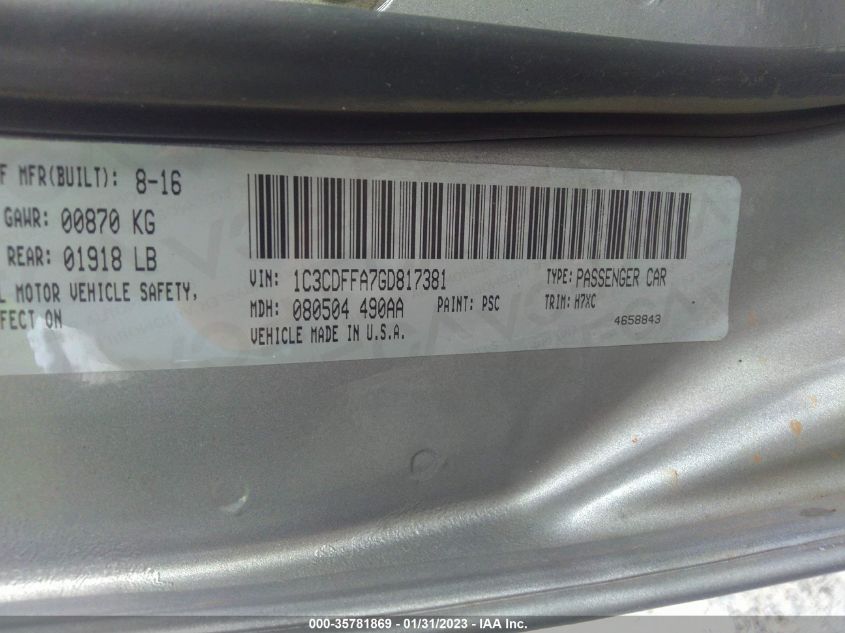 F MFR(BUILT): 8-16
GAWR: 00870 KG
REAR: 01918 LB
MOTOR VEHICLE SAFETY,
FECT ON
VIN: 1C3CDFFA7GD817381 TYPE: PASSENGER CAR
MDH: 080504 490AA PAINT: PSC TRIM: H7XC
VEHICLE MADE IN U.S.A. 4658843
000-35781869 - 01/31/2023 - IAA Inc.